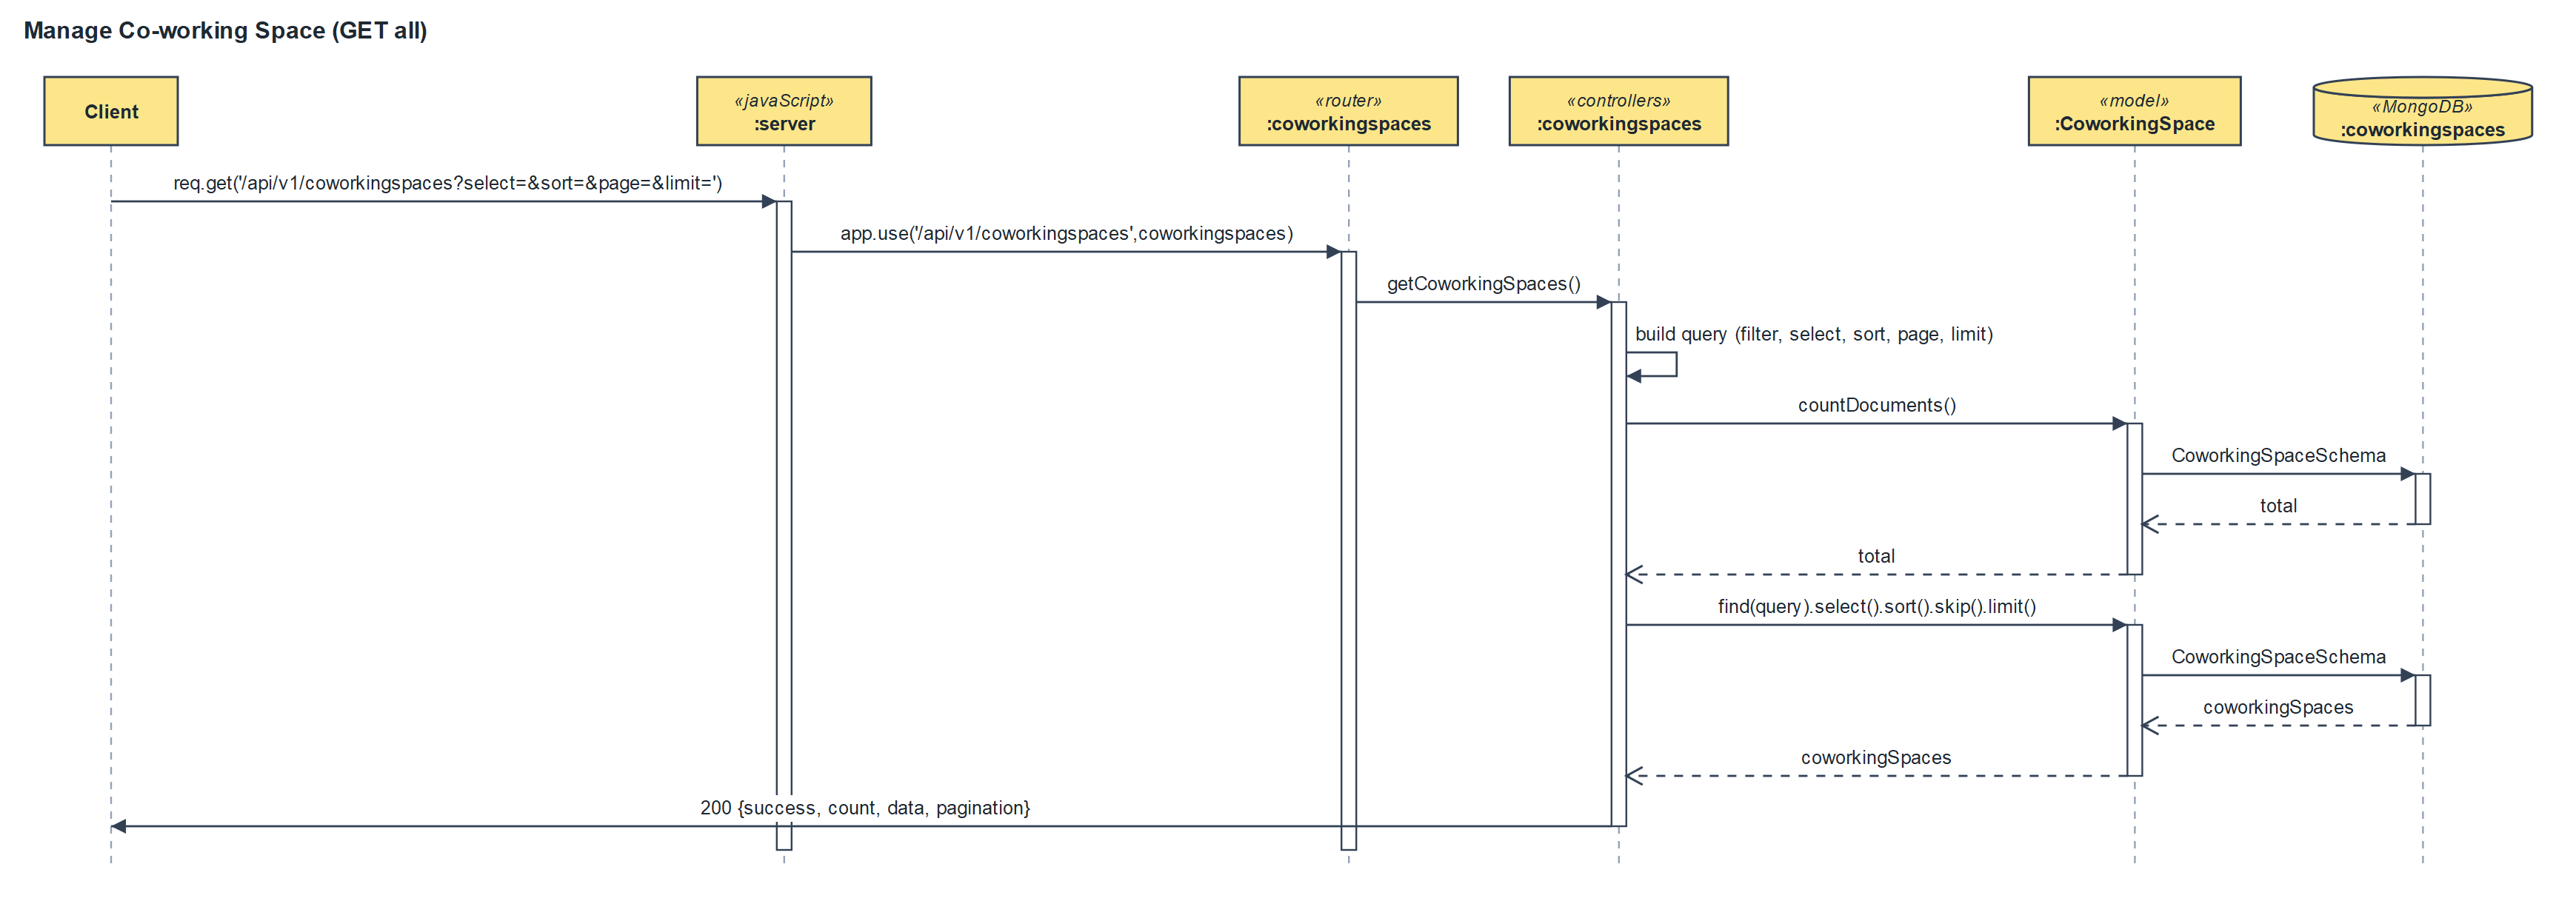 Manage Co-working Space (GET all)
Client
«javaScript»
:server
«router»
:coworkingspaces
«controllers»
:coworkingspaces
«model»
:CoworkingSpace
«MongoDB»
:coworkingspaces
req.get('/api/v1/coworkingspaces?select=&sort=&page=&limit=')
app.use('/api/v1/coworkingspaces',coworkingspaces)
getCoworkingSpaces()
build query (filter, select, sort, page, limit)
countDocuments()
CoworkingSpaceSchema
total
total
find(query).select().sort().skip().limit()
CoworkingSpaceSchema
coworkingSpaces
coworkingSpaces
200 {success, count, data, pagination}